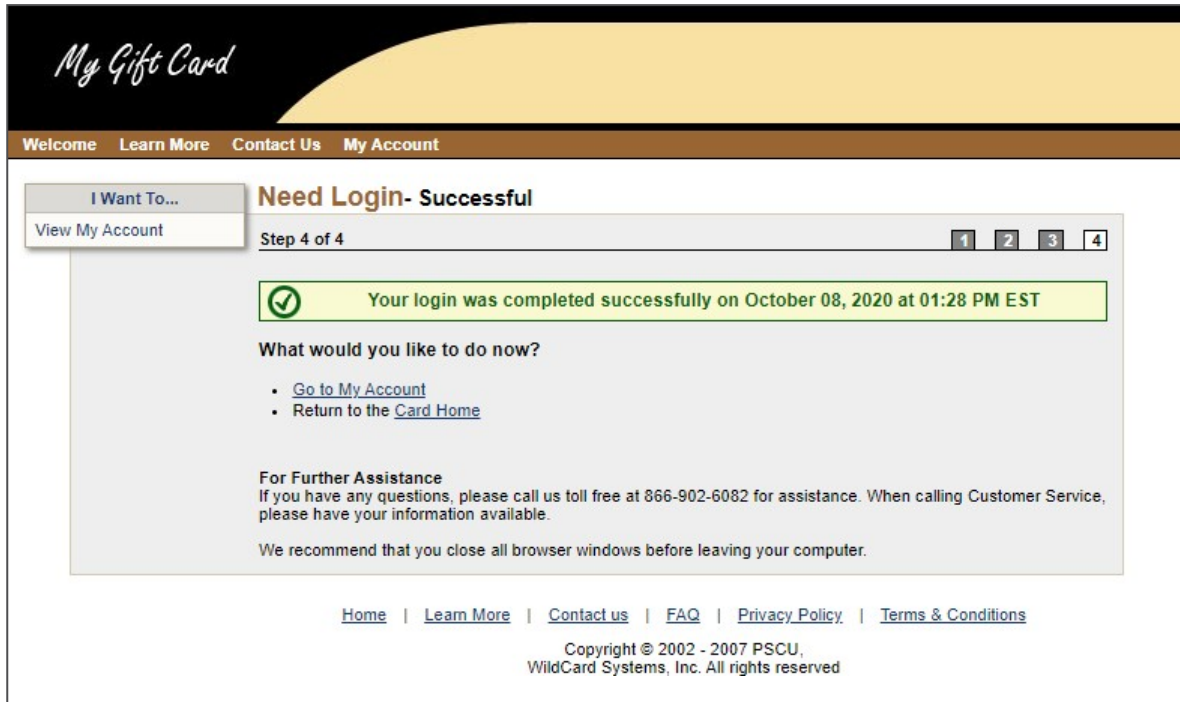 My Gift Card
Welcome Learn More Contact Us My Account
I Want To...
View My Account
Need Login- Successful
Step 4 of 4
1 2 3 4
Your login was completed successfully on October 08, 2020 at 01:28 PM EST
What would you like to do now?
• Go to My Account
• Return to the Card Home
For Further Assistance
If you have any questions, please call us toll free at 866-902-6082 for assistance. When calling Customer Service,
please have your information available.
We recommend that you close all browser windows before leaving your computer.
Home | Learn More | Contact us | FAQ | Privacy Policy | Terms & Conditions
Copyright © 2002 - 2007 PSCU,
WildCard Systems, Inc. All rights reserved